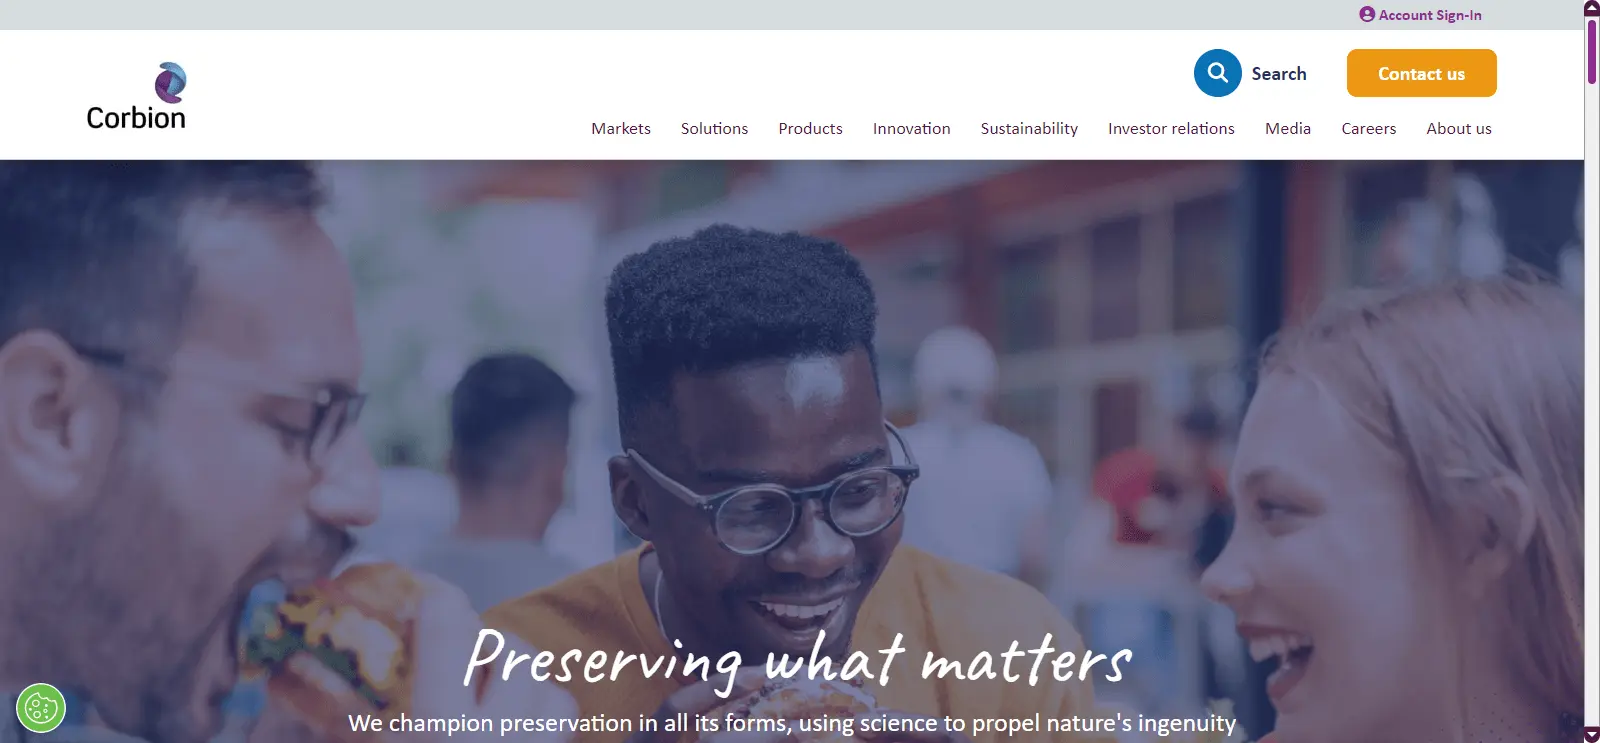 Account Sign-In
Corbion
Search
Contact us
Markets Solutions Products Innovation Sustainability Investor relations Media Careers About us
Preserving what matters
We champion preservation in all its forms, using science to propel nature's ingenuity